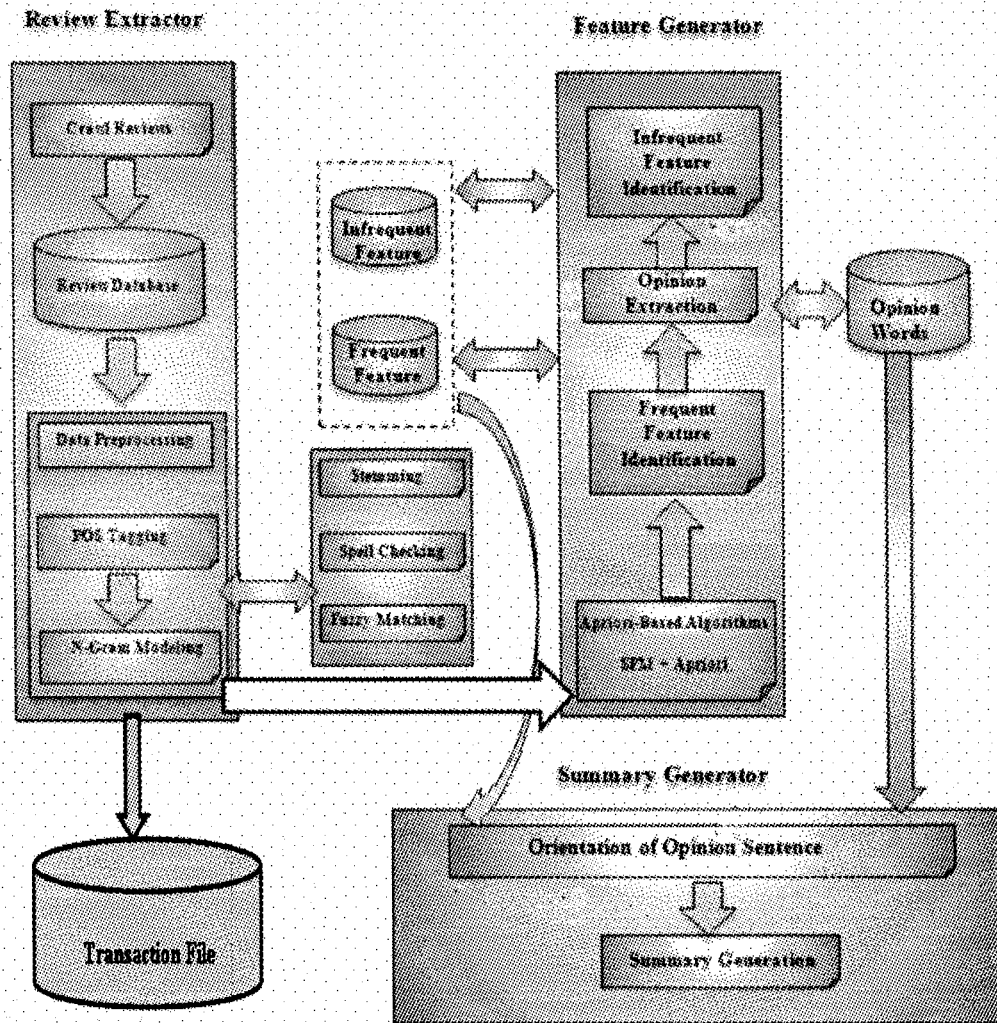 Review Extractor
Crawl Reviews
Review Database
Data Preprocessing
POS Tagging
N-Gram Modeling
Transaction File
Infrequent
Feature
Frequent
Feature
Stemming
Spell Checking
Fuzzy Matching
Feature Generator
Infrequent
Feature
Identification
Opinion
Extraction
Frequent
Feature
Identification
Apriori-Based Algorithms
+ Apriori
Opinion
Words
Summary Generator
Orientation of Opinion Sentence
Summary Generation